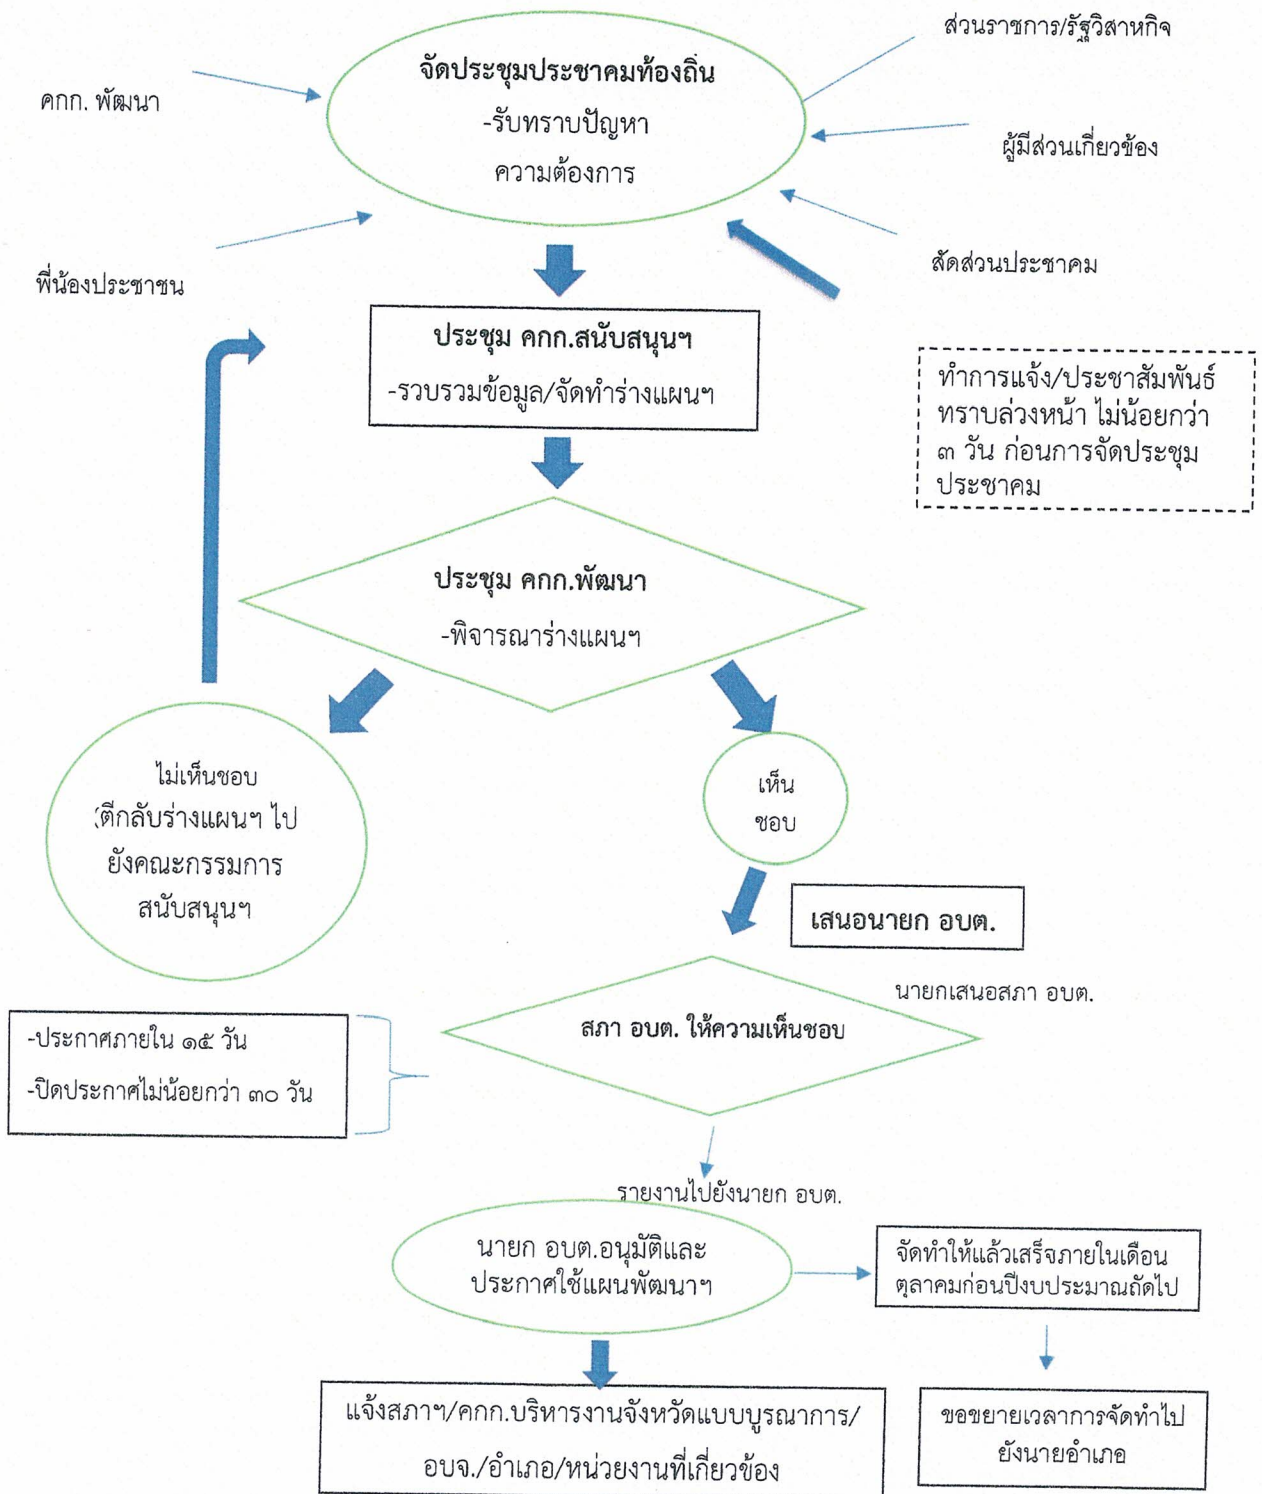 ส่วนราชการ/รัฐวิสาหกิจ
จัดประชุมประชาคมท้องถิ่น
-รับทราบปัญหา
ความต้องการ
คกก. พัฒนา
ผู้มีส่วนเกี่ยวข้อง
สัดส่วนประชาคม
พี่น้องประชาชน
ประชุม คกก.สนับสนุนฯ
-รวบรวมข้อมูล/จัดทำร่างแผนฯ
ทำการแจ้ง/ประชาสัมพันธ์
ทราบล่วงหน้า ไม่น้อยกว่า
๓ วัน ก่อนการจัดประชุม
ประชาคม
ประชุม คกก.พัฒนา
-พิจารณาร่างแผนฯ
ไม่เห็นชอบ
(ตีกลับร่างแผนฯ ไป
ยังคณะกรรมการ
สนับสนุนฯ
เห็น
ชอบ
เสนอนายก อบต.
นายกเสนอสภา อบต.
สภา อบต. ให้ความเห็นชอบ
-ประกาศภายใน ๑๕ วัน
-ปิดประกาศไม่น้อยกว่า ๓๐ วัน
รายงานไปยังนายก อบต.
นายก อบต.อนุมัติและ
ประกาศใช้แผนพัฒนาฯ
จัดทำให้แล้วเสร็จภายในเดือน
ตุลาคมก่อนปีงบประมาณถัดไป
แจ้งสภาฯ/คกก.บริหารงานจังหวัดแบบบูรณาการ/
อบจ./อำเภอ/หน่วยงานที่เกี่ยวข้อง
ขอขยายเวลาการจัดทำไป
ยังนายอำเภอ